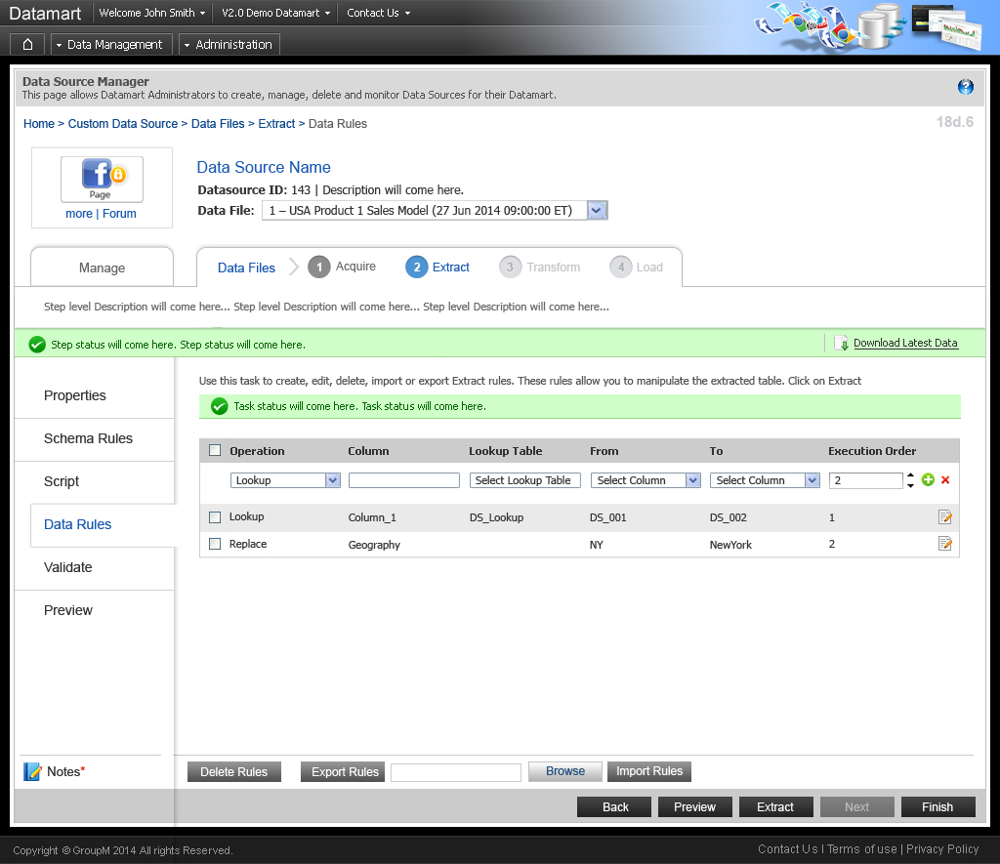 Datamart Welcome John Smith V2.0 Demo Datamart Contact Us
Data Management Administration
Data Source Manager
This page allows Datamart Administrators to create, manage, delete and monitor Data Sources for their Datamart.
Home > Custom Data Source > Data Files > Extract > Data Rules 18d.6
Page
more | Forum
Data Source Name
Datasource ID: 143 | Description will come here.
Data File: 1 – USA Product 1 Sales Model (27 Jun 2014 09:00:00 ET)
Manage Data Files 1 Acquire 2 Extract 3 Transform 4 Load
Step level Description will come here... Step level Description will come here... Step level Description will come here...
Step status will come here. Step status will come here. Download Latest Data
Properties
Schema Rules
Script
Data Rules
Validate
Preview
Use this task to create, edit, delete, import or export Extract rules. These rules allow you to manipulate the extracted table. Click on Extract
Task status will come here. Task status will come here.
Operation Column Lookup Table From To Execution Order
Lookup Select Lookup Table Select Column Select Column 2
Lookup Column_1 DS_Lookup DS_001 DS_002 1
Replace Geography NY NewYork 2
Notes* Delete Rules Export Rules Browse Import Rules
Back Preview Extract Next Finish
Copyright © GroupM 2014 All rights Reserved. Contact Us | Terms of use | Privacy Policy